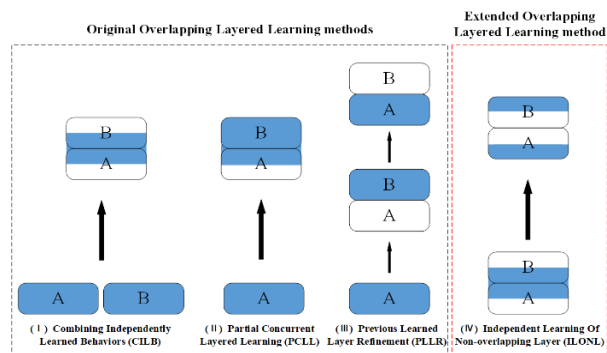 Original Overlapping Layered Learning methods
Extended Overlapping
Layered Learning method
B
A
B
A
B
A
B
A
B
A
A
B
A
A
B
A
(Ⅰ) Combining Independently
Learned Behaviors (CILB)
(Ⅱ) Partial Concurrent
Layered Learning (PCLL)
(Ⅲ) Previous Learned
Layer Refinement (PLLR)
(Ⅳ) Independent Learning Of
Non-overlapping Layer (ILONL)